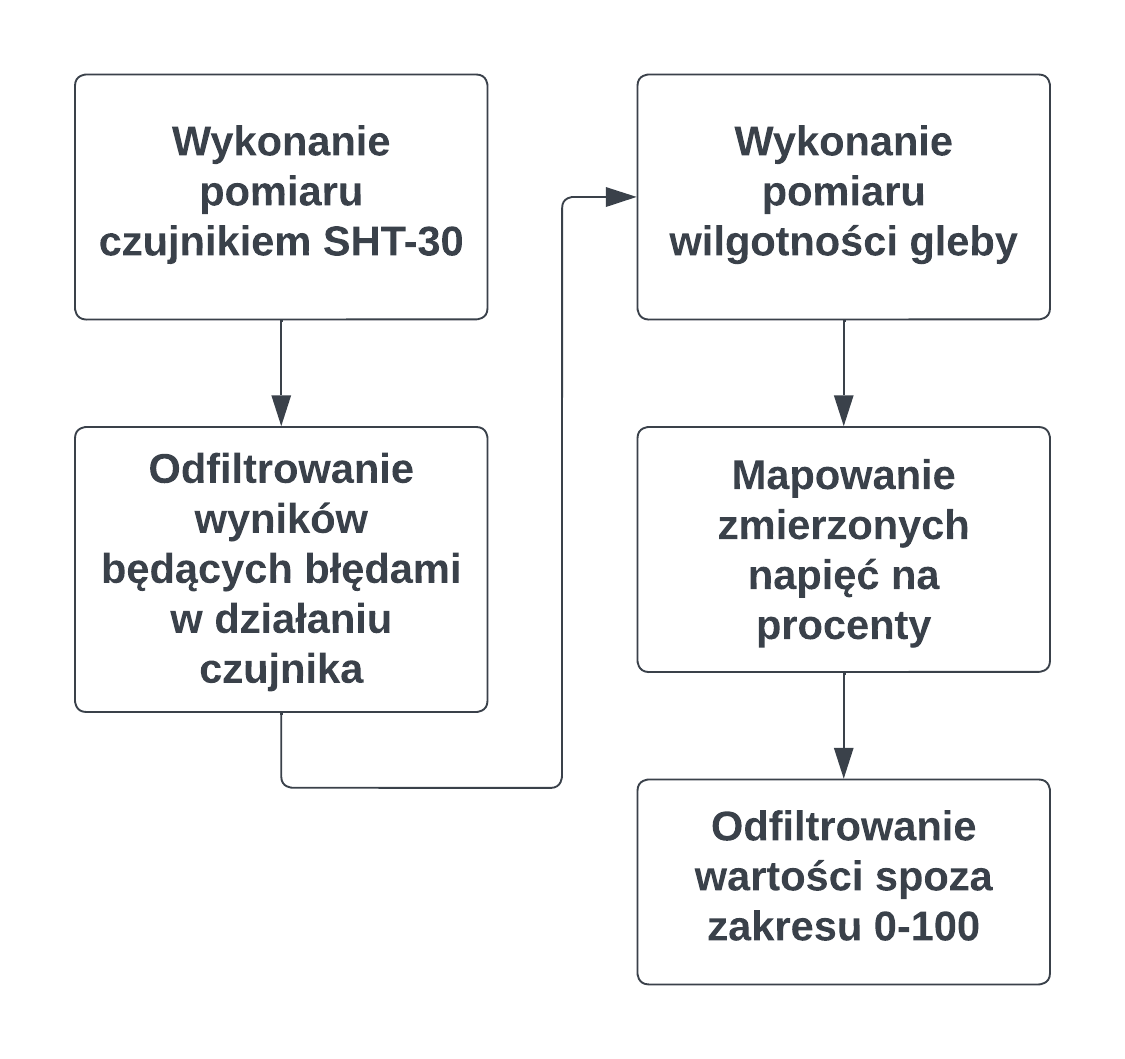 Wykonanie
pomiaru
czujnikiem SHT-30
Odfiltrowanie
wyników
będących błędami
w działaniu
czujnika
Wykonanie
pomiaru
wilgotności gleby
Mapowanie
zmierzonych
napięć na
procenty
Odfiltrowanie
wartości spoza
zakresu 0-100